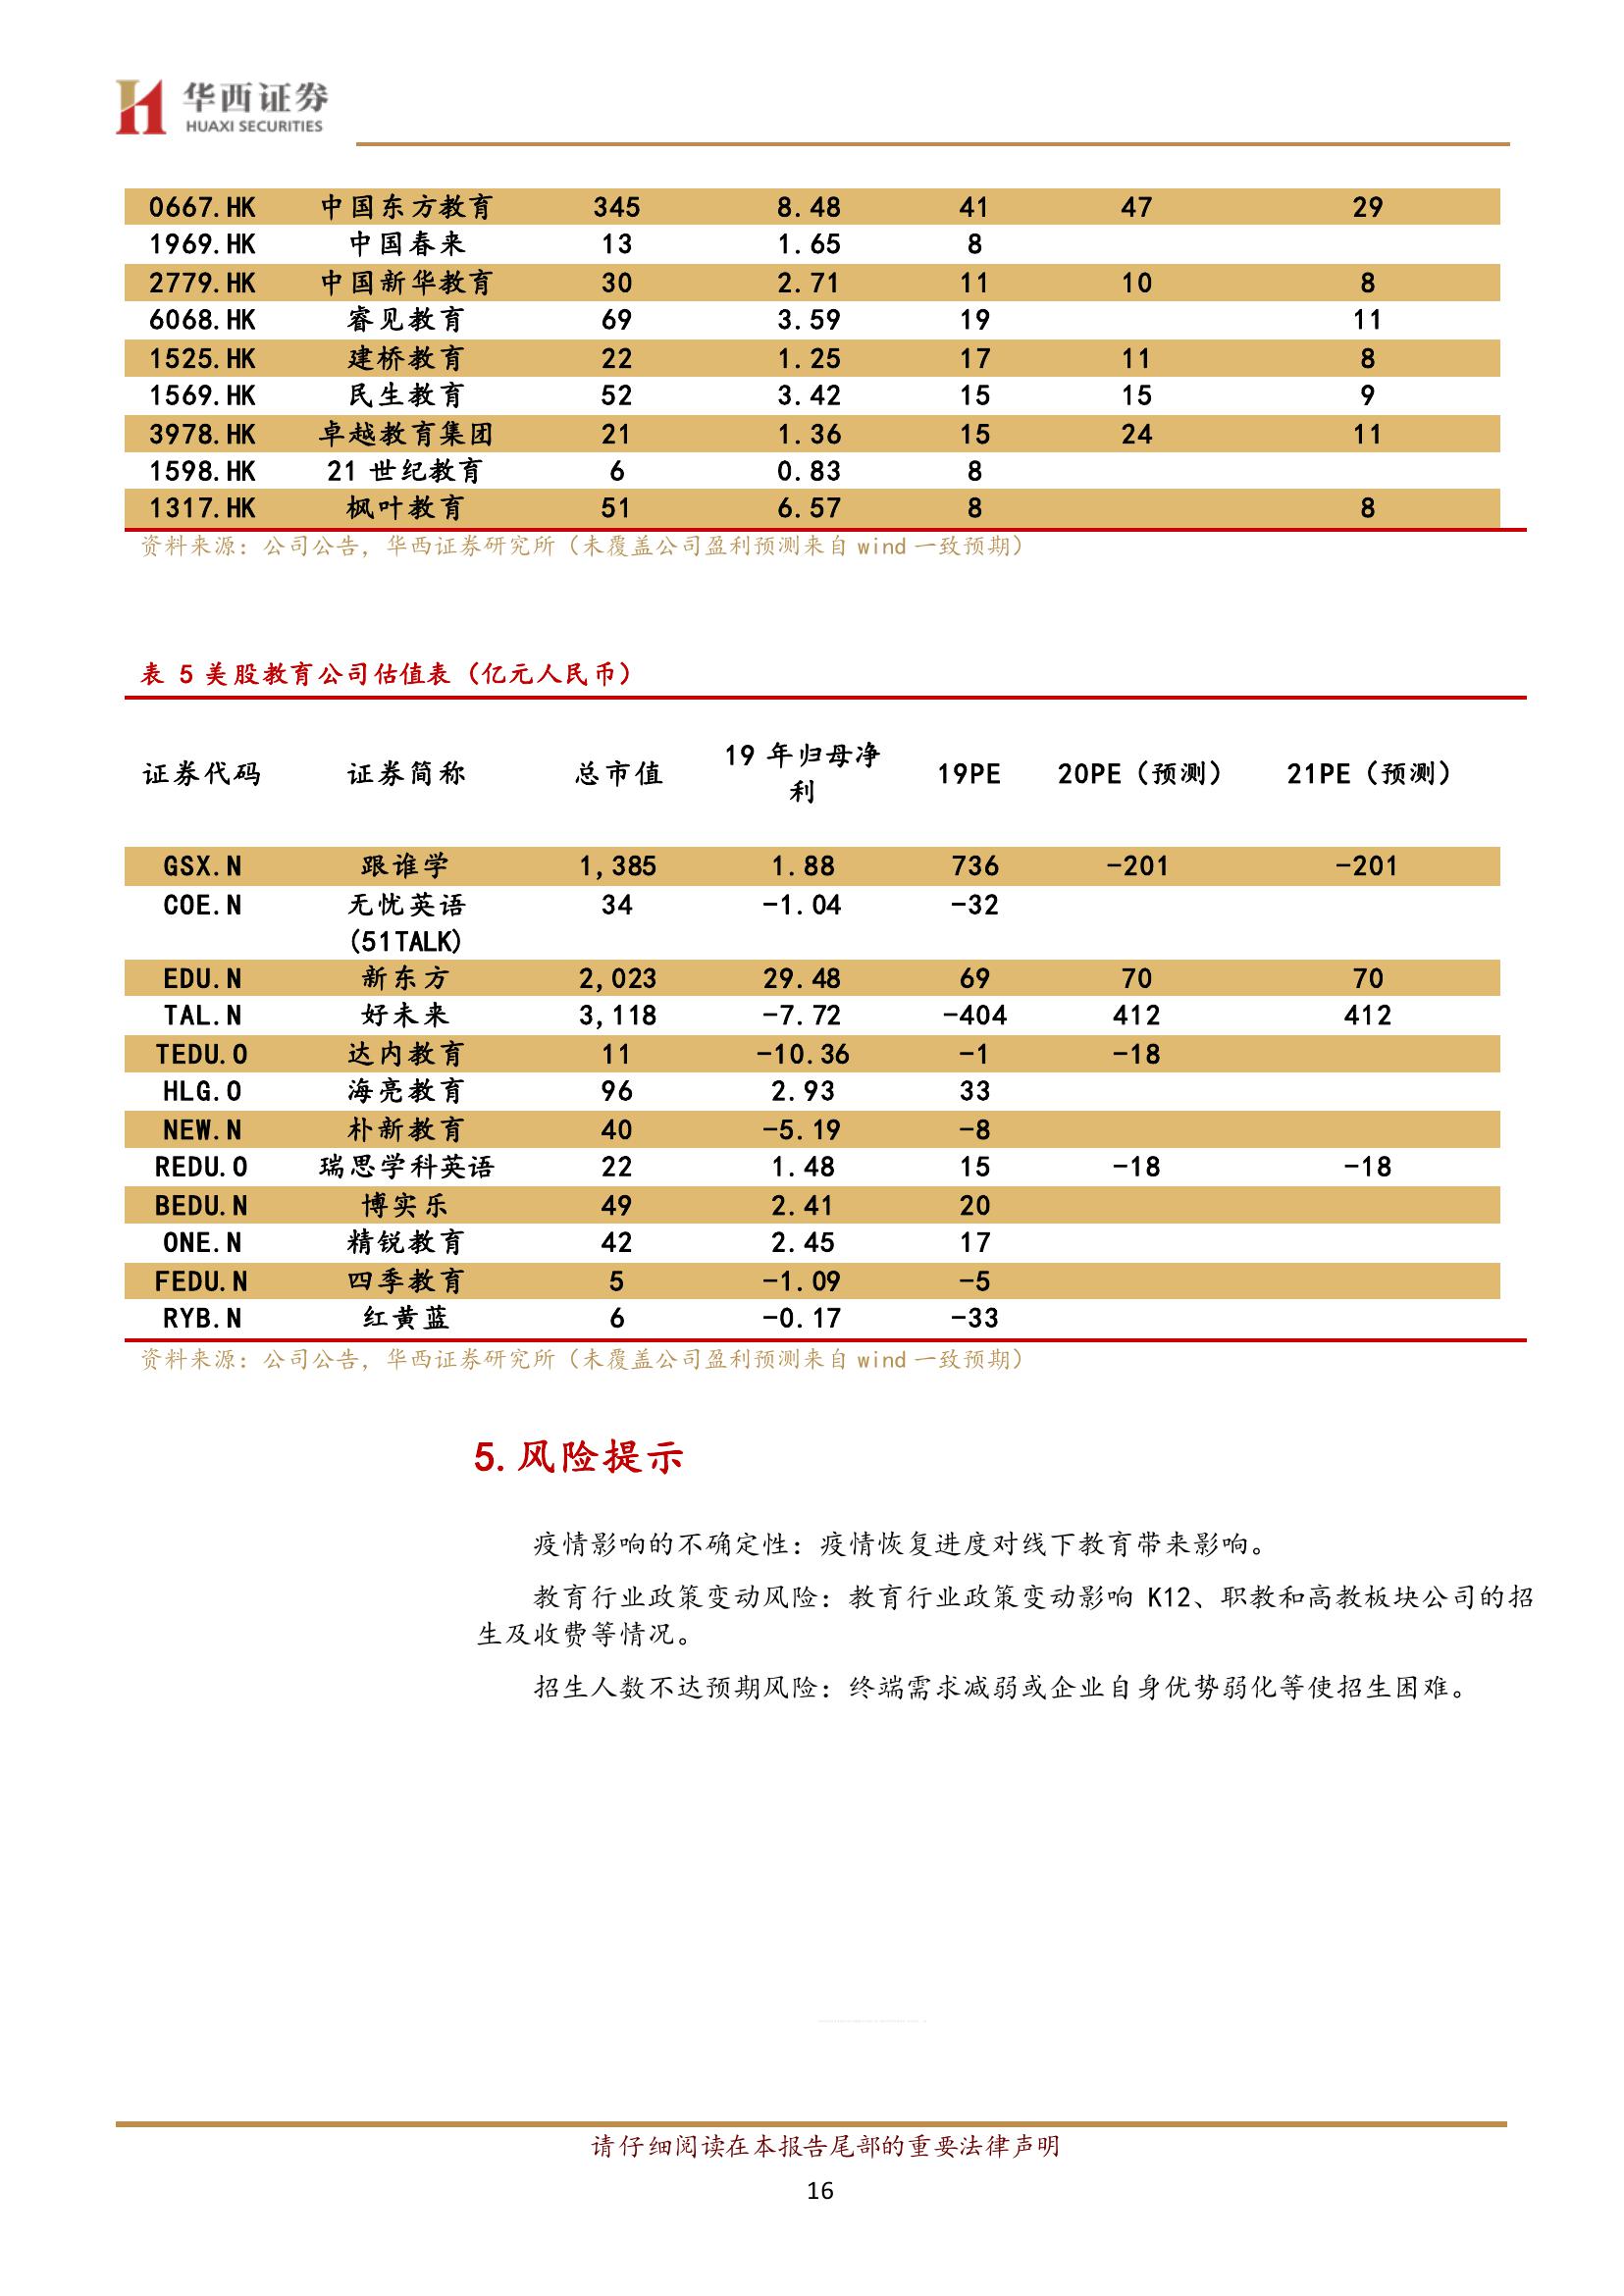 华西证券
HUAXI SECURITIES
0667.HK 中国东方教育 345 8.48 41 47 29
1969.HK 中国春来 13 1.65 8
2779.HK 中国新华教育 30 2.71 11 10 8
6068.HK 睿见教育 69 3.59 19 11
1525.HK 建桥教育 22 1.25 17 11 8
1569.HK 民生教育 52 3.42 15 15 9
3978.HK 卓越教育集团 21 1.36 15 24 11
1598.HK 21 世纪教育 6 0.83 8
1317.HK 枫叶教育 51 6.57 8 8
资料来源：公司公告，华西证券研究所（未覆盖公司盈利预测来自 wind 一致预期）
表 5 美股教育公司估值表（亿元人民币）
证券代码 证券简称 总市值 19 年归母净 19PE 20PE（预测） 21PE（预测）
利
GSX.N 跟谁学 1,385 1.88 736 -201 -201
COE.N 无忧英语 34 -1.04 -32
(51TALK)
EDU.N 新东方 2,023 29.48 69 70 70
TAL.N 好未来 3,118 -7.72 -404 412 412
TEDU.O 达内教育 11 -10.36 -1 -18
HLG.O 海亮教育 96 2.93 33
NEW.N 朴新教育 40 -5.19 -8
REDU.O 瑞思学科英语 22 1.48 15 -18 -18
BEDU.N 博实乐 49 2.41 20
ONE.N 精锐教育 42 2.45 17
FEDU.N 四季教育 5 -1.09 -5
RYB.N 红黄蓝 6 -0.17 -33
资料来源：公司公告，华西证券研究所（未覆盖公司盈利预测来自 wind 一致预期）
5.风险提示
疫情影响的不确定性：疫情恢复进度对线下教育带来影响。
教育行业政策变动风险：教育行业政策变动影响 K12、职教和高教板块公司的招
生及收费等情况。
招生人数不达预期风险：终端需求减弱或企业自身优势弱化等使招生困难。
请仔细阅读在本报告尾部的重要法律声明
16